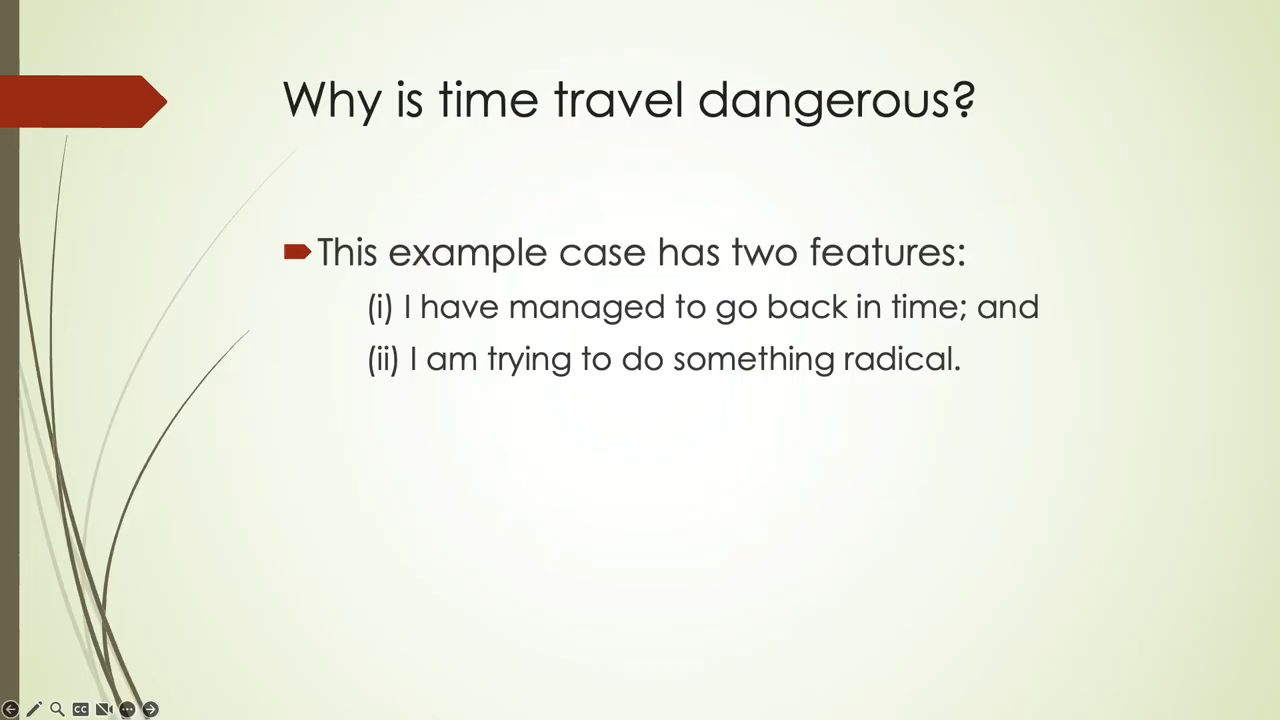 Why is time travel dangerous?
This example case has two features:
(i) I have managed to go back in time; and
(ii) I am trying to do something radical.
CC